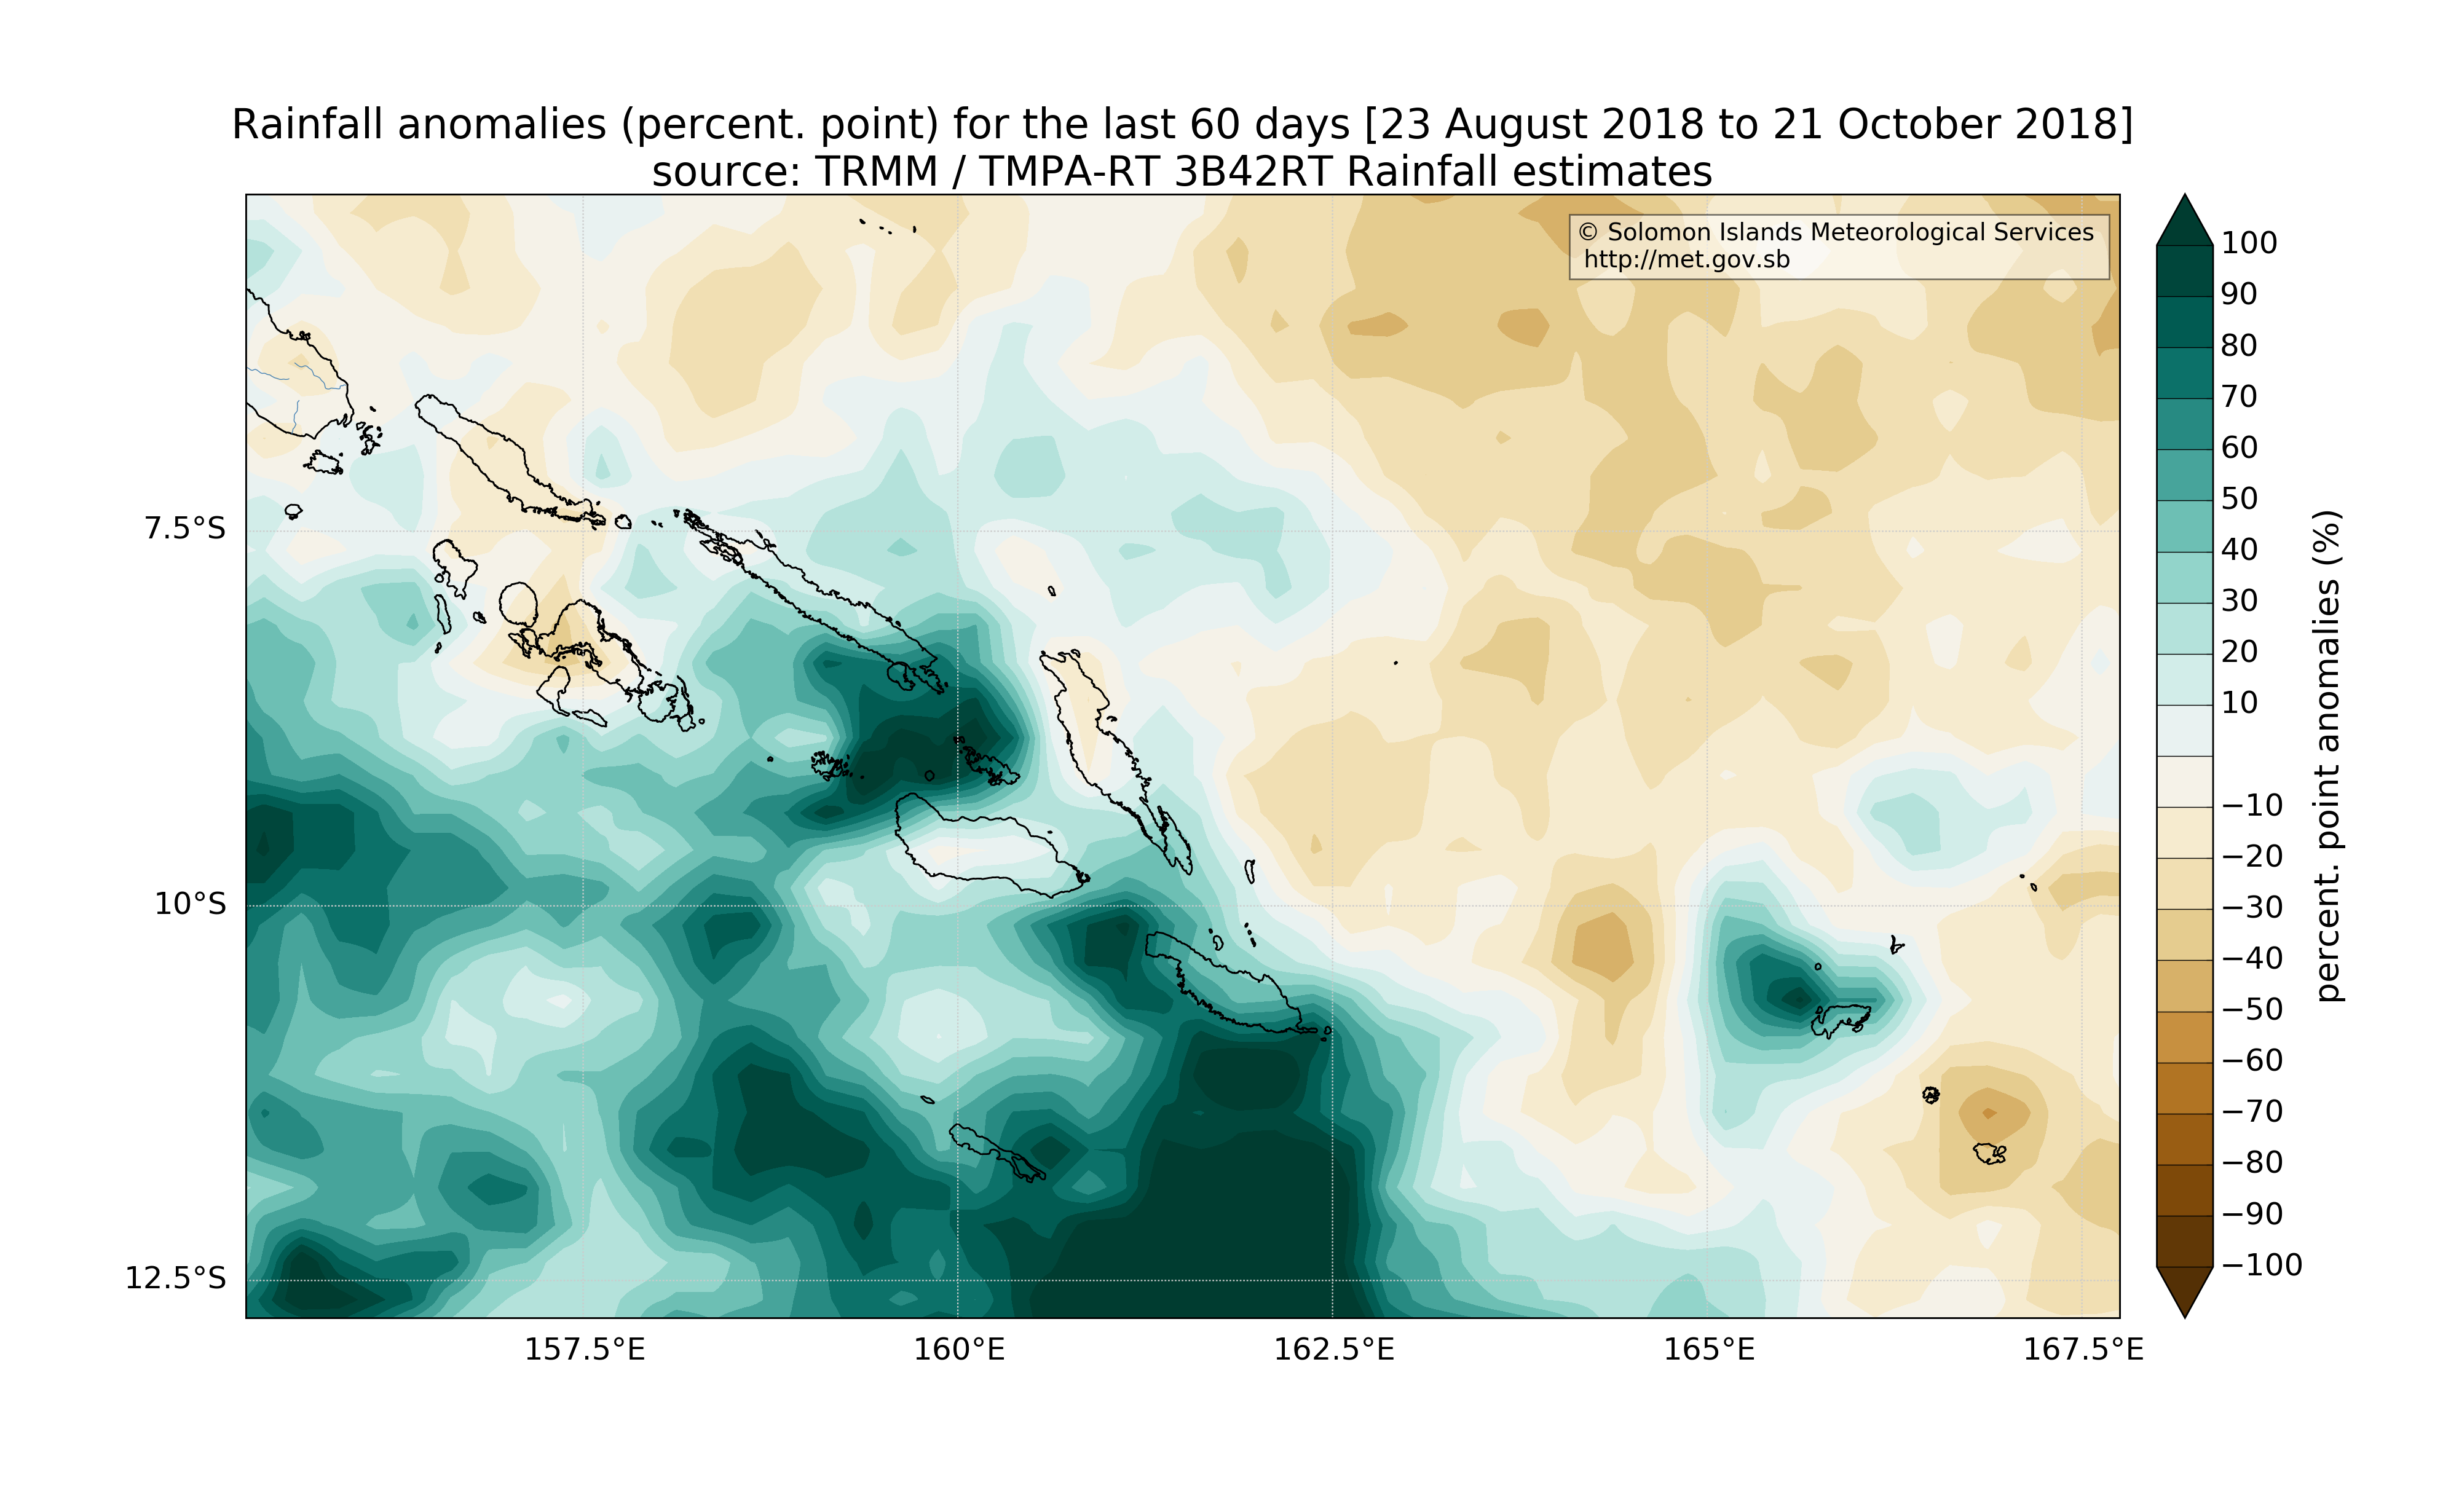 Rainfall anomalies (percent. point) for the last 60 days [23 August 2018 to 21 October 2018]
source: TRMM / TMPA-RT 3B42RT Rainfall estimates
© Solomon Islands Meteorological Services
http://met.gov.sb
7.5°S
10°S
12.5°S
157.5°E
160°E
162.5°E
165°E
167.5°E
100
90
80
70
60
50
40
30
20
10
−10
−20
−30
−40
−50
−60
−70
−80
−90
−100
percent. point anomalies (%)